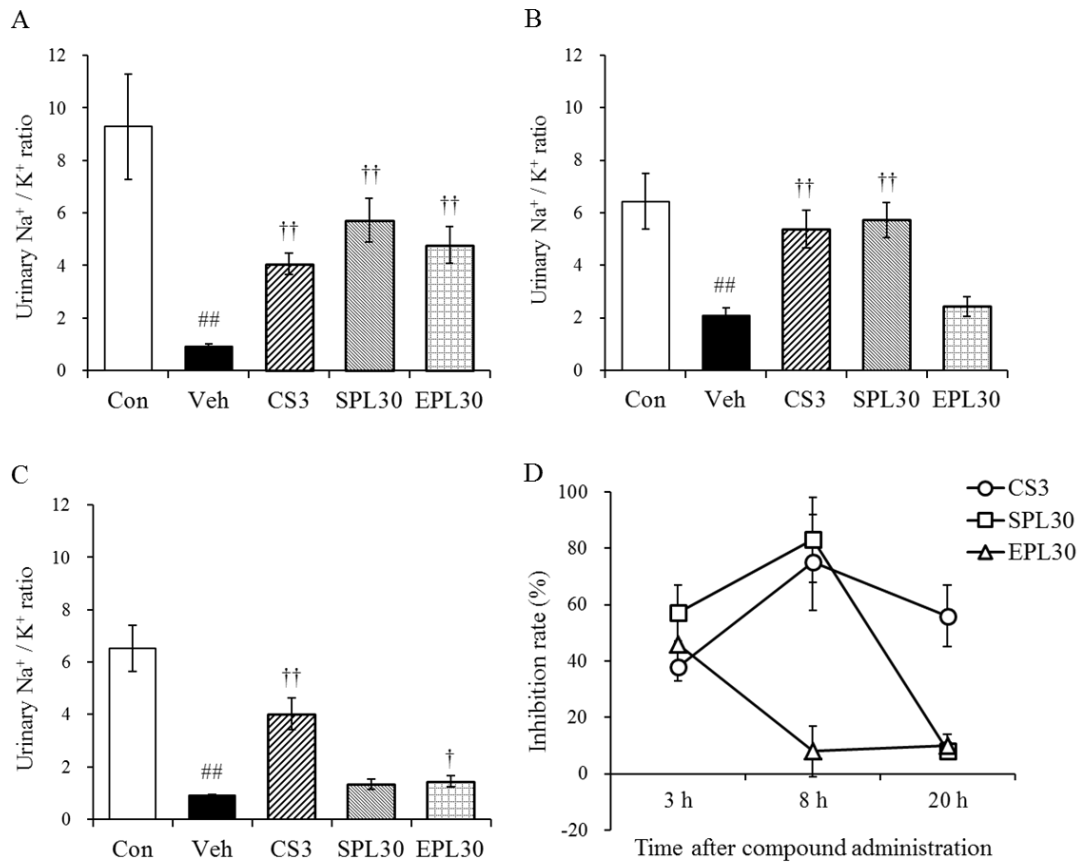 A
Urinary Na⁺ / K⁺ ratio
12
10
8
6
4
2
0
##
††
††
††
Con Veh CS3 SPL30 EPL30
B
Urinary Na⁺ / K⁺ ratio
12
10
8
6
4
2
0
##
††
††
Con Veh CS3 SPL30 EPL30
C
Urinary Na⁺ / K⁺ ratio
12
10
8
6
4
2
0
##
††
†
Con Veh CS3 SPL30 EPL30
D
CS3
SPL30
EPL30
Inhibition rate (%)
100
80
60
40
20
0
-20
3 h 8 h 20 h
Time after compound administration